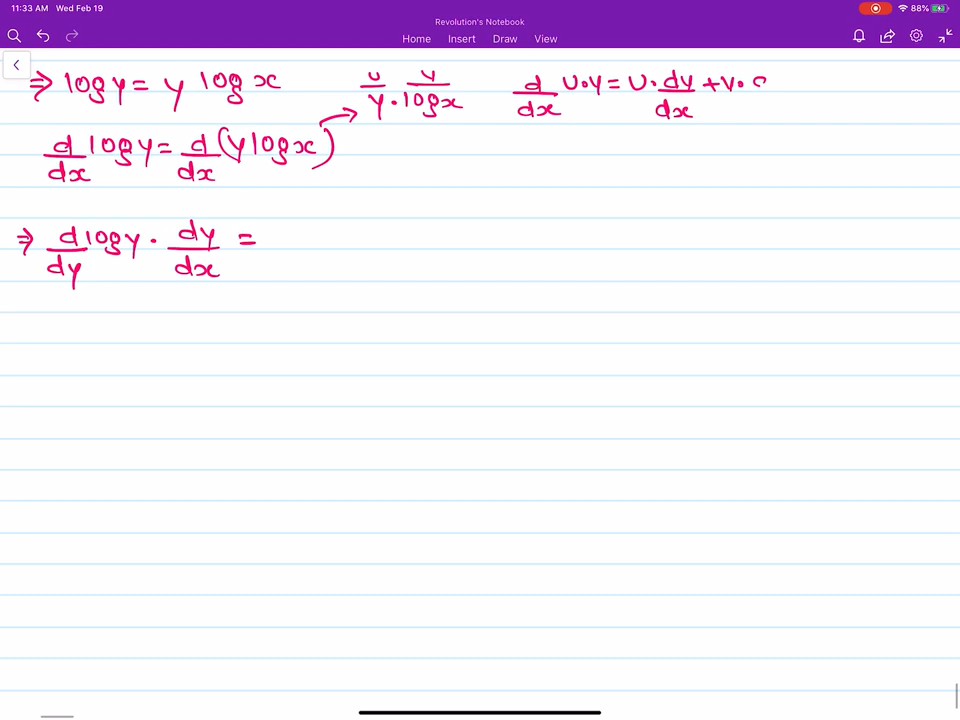 11:33 AM Wed Feb 19
88%
Revolution's Notebook
Home Insert Draw View
⇒ log y = y log x
u/y · v/log x
d/dx u·v = u · dv/dx + v ·
d/dx log y = d/dx (y log x)
⇒ d/dy log y · dy/dx =